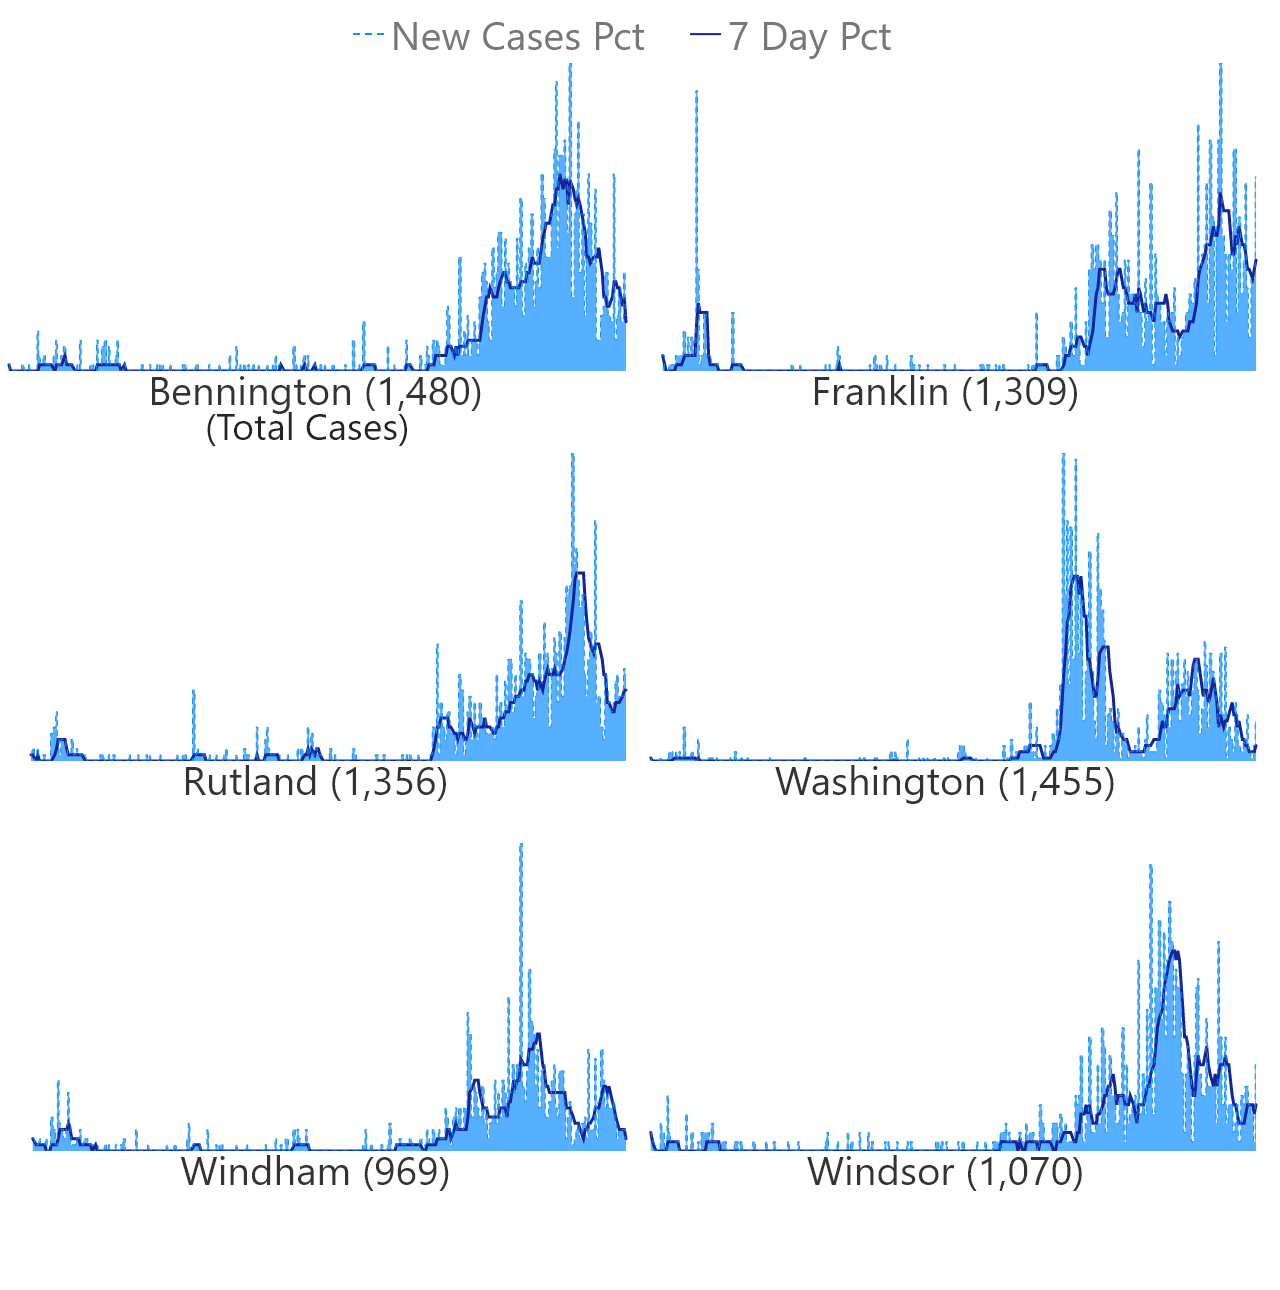 New Cases Pct 7 Day Pct
Bennington (1,480) Franklin (1,309)
(Total Cases)
Rutland (1,356) Washington (1,455)
Windham (969) Windsor (1,070)